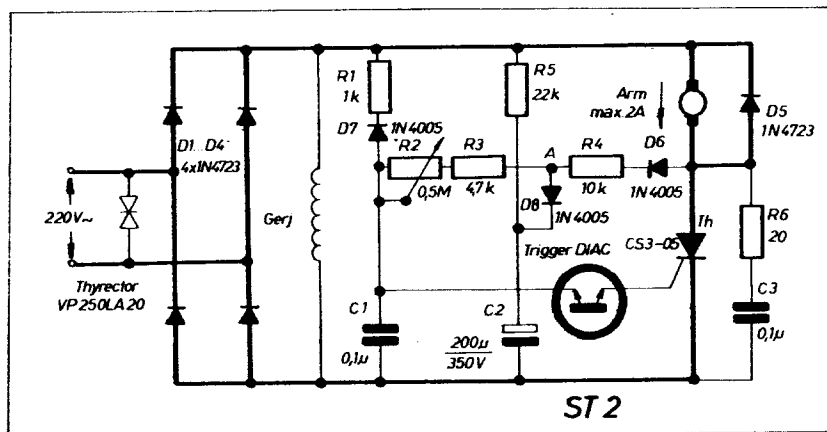 R1
1k
R5
22k
Arm
max. 2A
D5
1N4723
D1...D4
4x1N4723
D7
1N4005
R2
0,5M
R3
4,7k
A
R4
10k
D6
1N4005
220V~
Gerj
D8
1N4005
R6
20
Th
CS3-05
Trigger DIAC
Thyrector
VP 250LA 20
C1
0,1µ
C2
200µ
350V
C3
0,1µ
ST 2